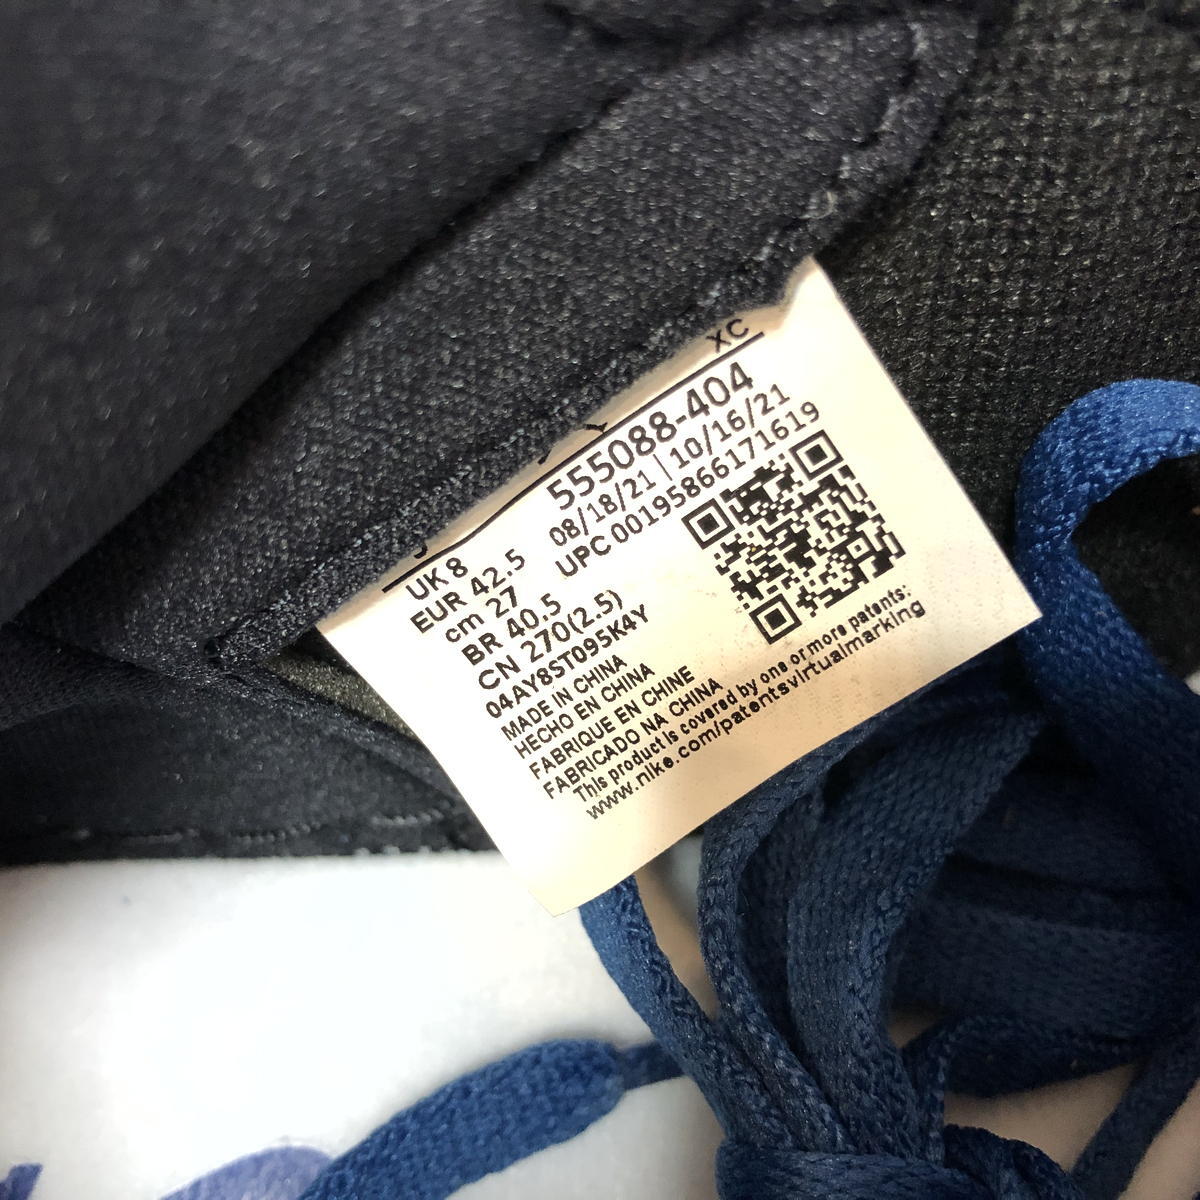 XC
555088-404
08/18/21 | 10/16/21
UPC 00195866171619
UK 8
EUR 42.5
cm 27
BR 40.5
CN 270(2.5)
04AY8ST095K4Y
MADE IN CHINA
HECHO EN CHINA
FABRIQUE EN CHINE
FABRICADO NA CHINA
This product is covered by one or more patents:
www.nike.com/patentsvirtualmarking